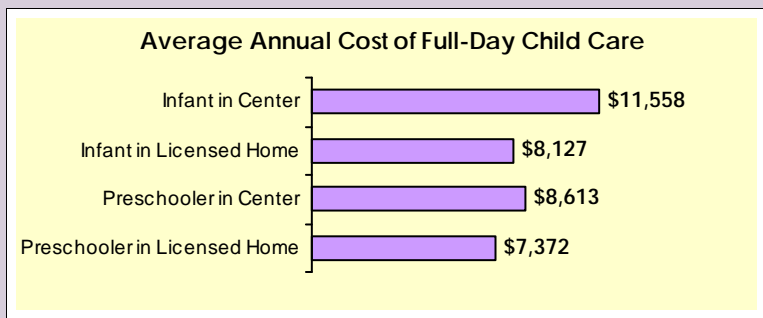 Average Annual Cost of Full-Day Child Care
Infant in Center $11,558
Infant in Licensed Home $8,127
Preschooler in Center $8,613
Preschooler in Licensed Home $7,372